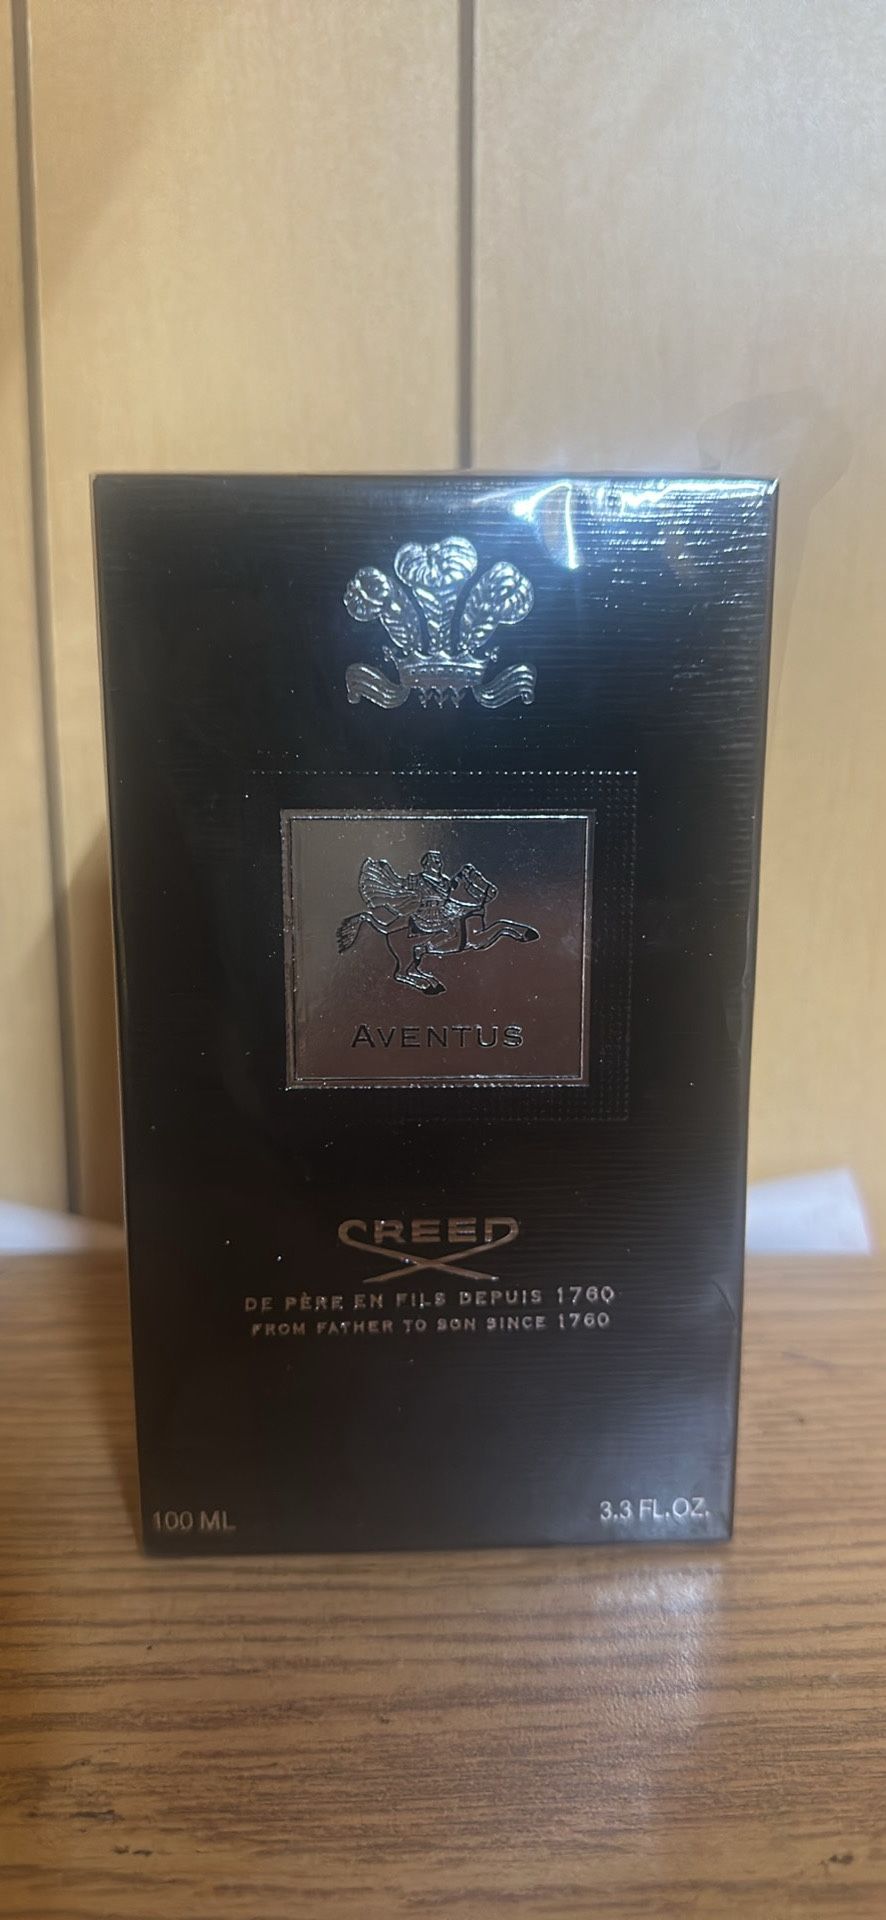 AVENTUS
CREED
DE PÈRE EN FILS DEPUIS 1760
FROM FATHER TO SON SINCE 1760
100 ML
3.3 FL.OZ.